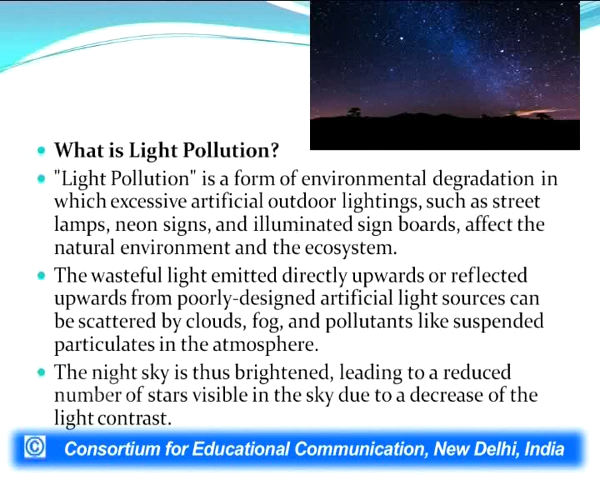 What is Light Pollution?
"Light Pollution" is a form of environmental degradation in
which excessive artificial outdoor lightings, such as street
lamps, neon signs, and illuminated sign boards, affect the
natural environment and the ecosystem.
The wasteful light emitted directly upwards or reflected
upwards from poorly-designed artificial light sources can
be scattered by clouds, fog, and pollutants like suspended
particulates in the atmosphere.
The night sky is thus brightened, leading to a reduced
number of stars visible in the sky due to a decrease of the
light contrast.
© Consortium for Educational Communication, New Delhi, India